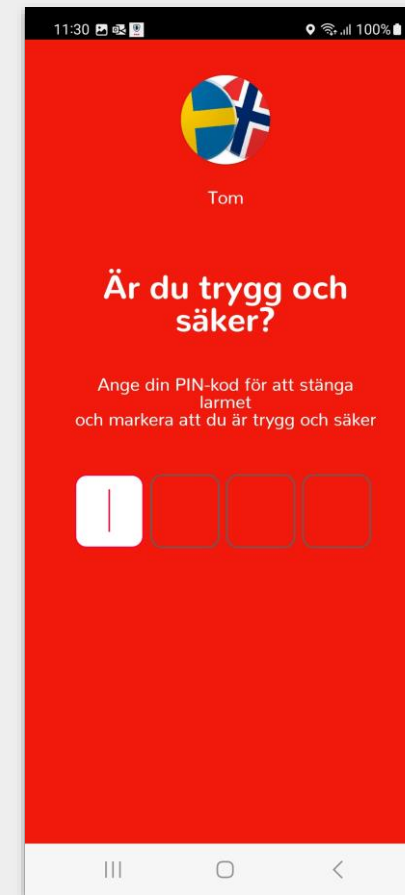 11:30 100%
Tom
Är du trygg och
säker?
Ange din PIN-kod för att stänga
larmet
och markera att du är trygg och säker